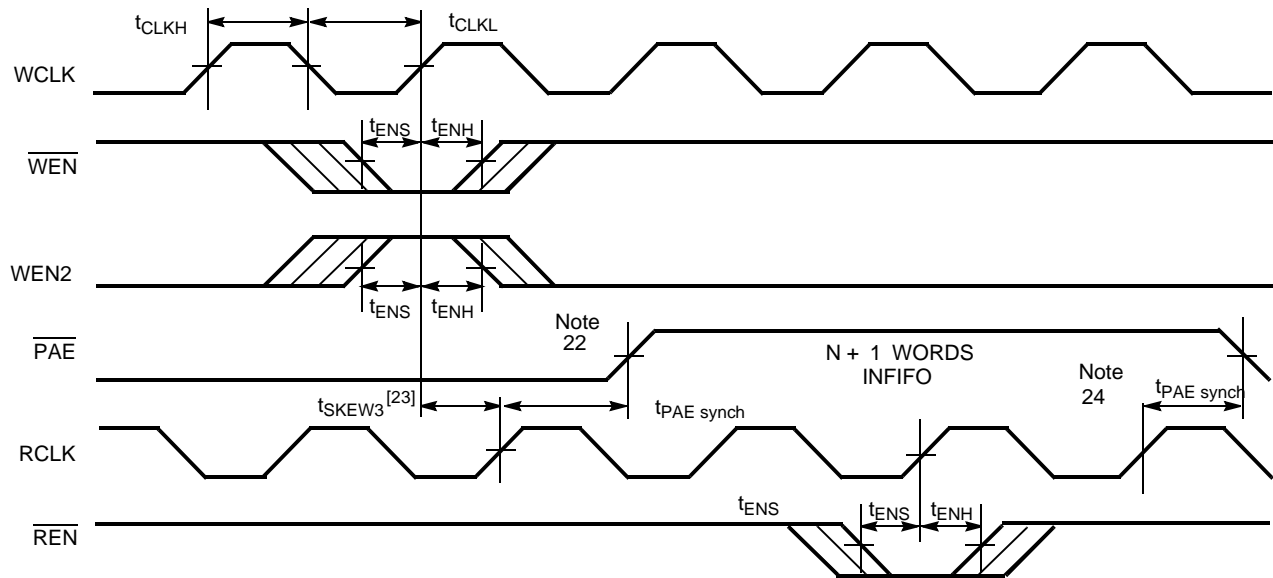 tCLKH
tCLKL
WCLK
tENS
tENH
WEN
WEN2
tENS
tENH
Note
22
PAE
N + 1 WORDS
INFIFO
Note
24
tSKEW3 [23]
tPAE synch
tPAE synch
RCLK
tENS
tENS
tENH
REN